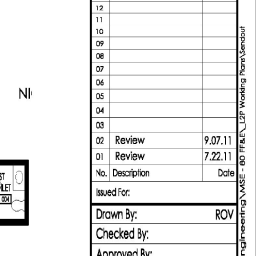 12
11
10
09
08
07
06
05
04
03
02 Review 9.07.11
01 Review 7.22.11
No. Description Date
Issued For:
Drawn By: ROV
Checked By:
Approved By:
NI
ST
004
ngineering\MSE - 80 FF&E\_L2P Working Plans\Sendout